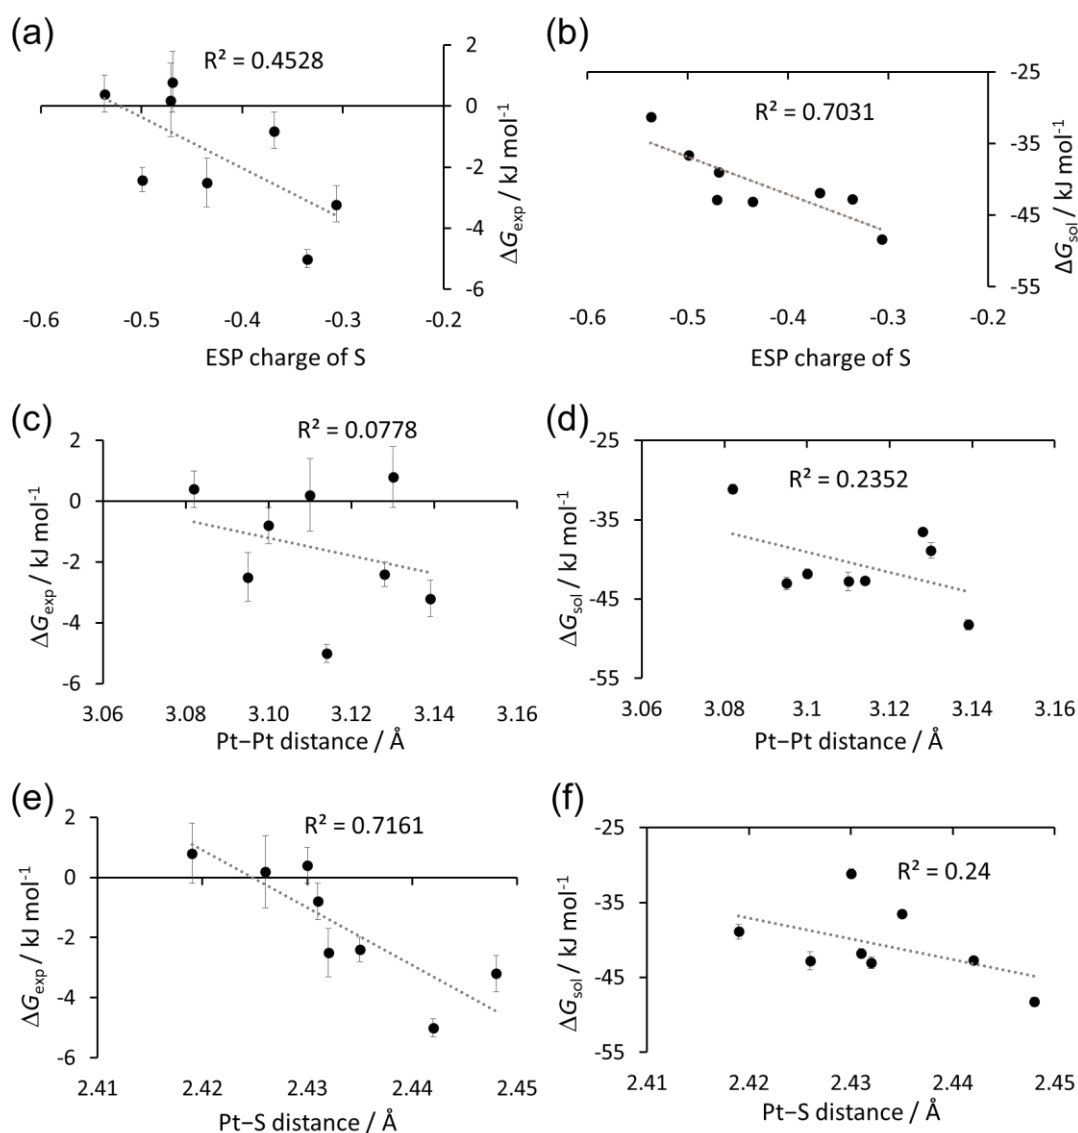 (a)
R² = 0.4528
2
0
-2
-4
-6
ΔG_exp / kJ mol⁻¹
-0.6 -0.5 -0.4 -0.3 -0.2
ESP charge of S
(b)
R² = 0.7031
-25
-35
-45
-55
ΔG_sol / kJ mol⁻¹
-0.6 -0.5 -0.4 -0.3 -0.2
ESP charge of S
(c)
R² = 0.0778
2
0
-2
-4
-6
ΔG_exp / kJ mol⁻¹
3.06 3.08 3.10 3.12 3.14 3.16
Pt−Pt distance / Å
(d)
R² = 0.2352
-25
-35
-45
-55
ΔG_sol / kJ mol⁻¹
3.06 3.08 3.1 3.12 3.14 3.16
Pt−Pt distance / Å
(e)
R² = 0.7161
2
0
-2
-4
-6
ΔG_exp / kJ mol⁻¹
2.41 2.42 2.43 2.44 2.45
Pt−S distance / Å
(f)
R² = 0.24
-25
-35
-45
-55
ΔG_sol / kJ mol⁻¹
2.41 2.42 2.43 2.44 2.45
Pt−S distance / Å